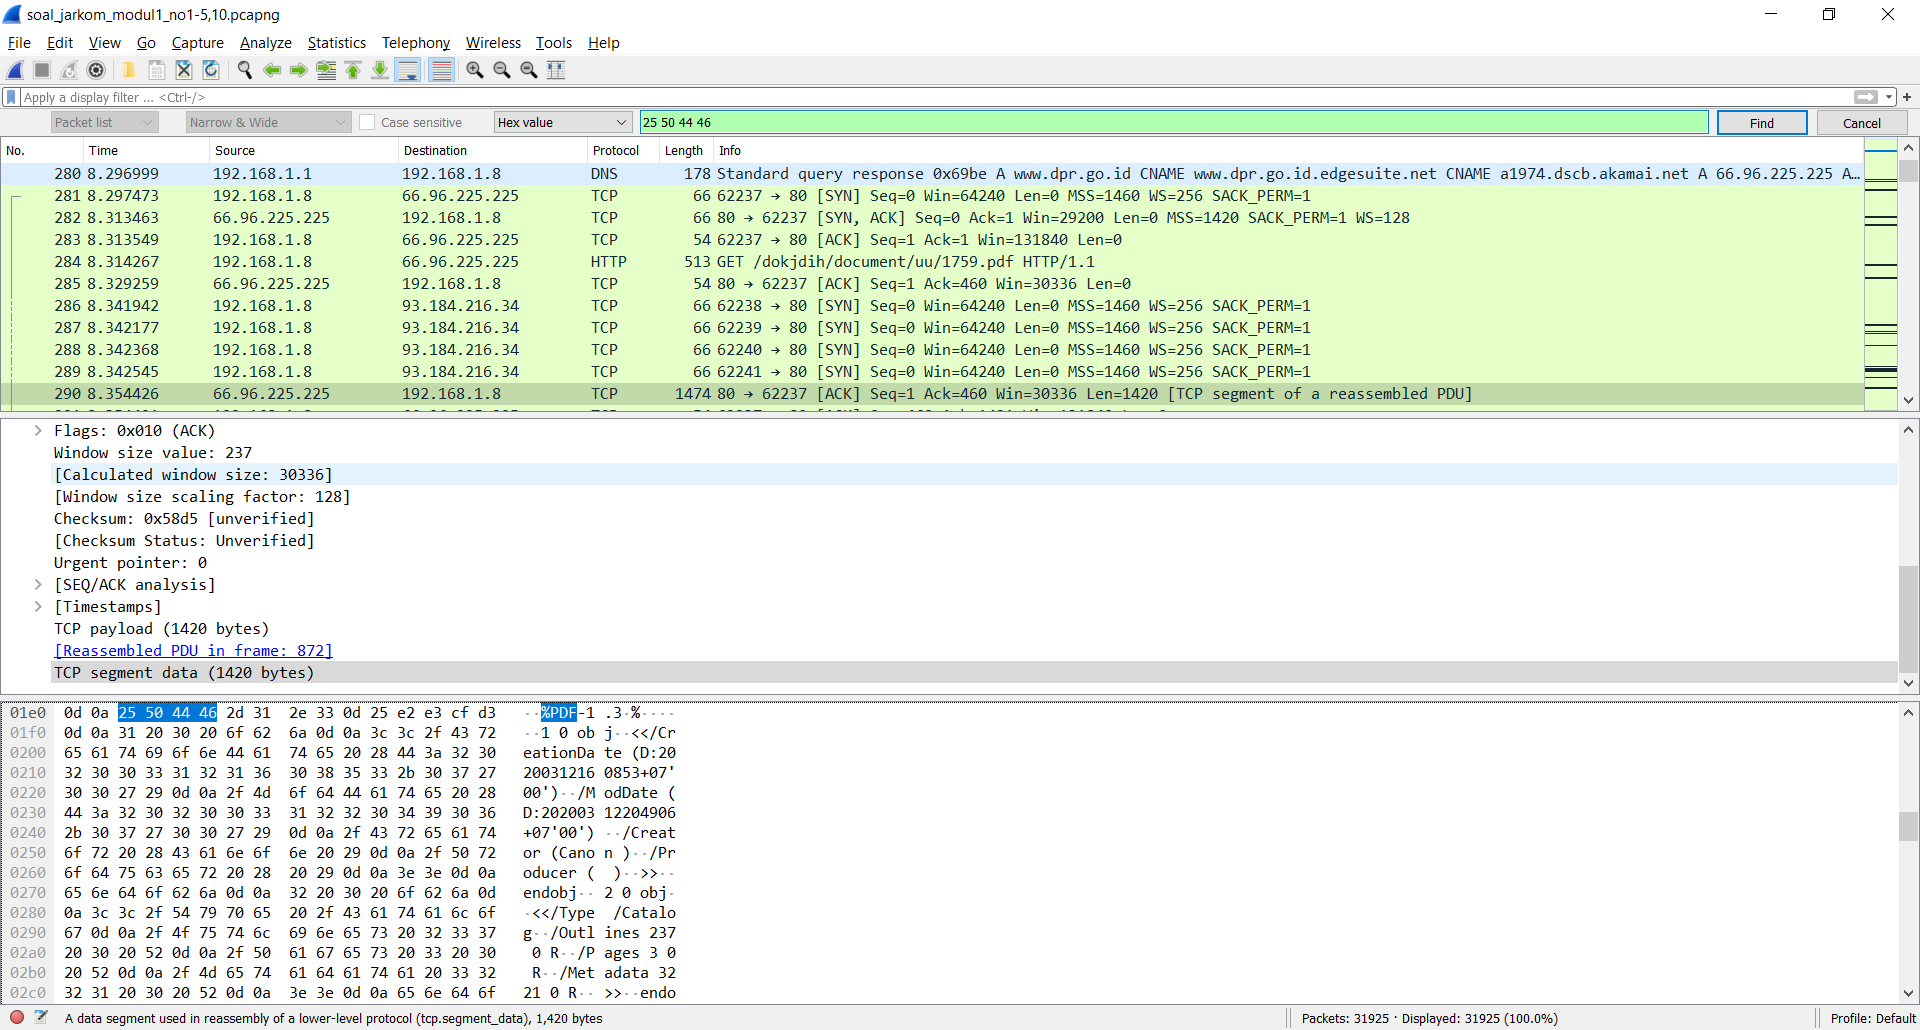 soal_jarkom_modul1_no1-5,10.pcapng
File Edit View Go Capture Analyze Statistics Telephony Wireless Tools Help
Apply a display filter ... <Ctrl-/>
Packet list Narrow & Wide Case sensitive Hex value 25 50 44 46 Find Cancel
No. Time Source Destination Protocol Length Info
280 8.296999 192.168.1.1 192.168.1.8 DNS 178 Standard query response 0x69be A www.dpr.go.id CNAME www.dpr.go.id.edgesuite.net CNAME a1974.dscb.akamai.net A 66.96.225.225 A…
281 8.297473 192.168.1.8 66.96.225.225 TCP 66 62237 → 80 [SYN] Seq=0 Win=64240 Len=0 MSS=1460 WS=256 SACK_PERM=1
282 8.313463 66.96.225.225 192.168.1.8 TCP 66 80 → 62237 [SYN, ACK] Seq=0 Ack=1 Win=29200 Len=0 MSS=1420 SACK_PERM=1 WS=128
283 8.313549 192.168.1.8 66.96.225.225 TCP 54 62237 → 80 [ACK] Seq=1 Ack=1 Win=131840 Len=0
284 8.314267 192.168.1.8 66.96.225.225 HTTP 513 GET /dokjdih/document/uu/1759.pdf HTTP/1.1
285 8.329259 66.96.225.225 192.168.1.8 TCP 54 80 → 62237 [ACK] Seq=1 Ack=460 Win=30336 Len=0
286 8.341942 192.168.1.8 93.184.216.34 TCP 66 62238 → 80 [SYN] Seq=0 Win=64240 Len=0 MSS=1460 WS=256 SACK_PERM=1
287 8.342177 192.168.1.8 93.184.216.34 TCP 66 62239 → 80 [SYN] Seq=0 Win=64240 Len=0 MSS=1460 WS=256 SACK_PERM=1
288 8.342368 192.168.1.8 93.184.216.34 TCP 66 62240 → 80 [SYN] Seq=0 Win=64240 Len=0 MSS=1460 WS=256 SACK_PERM=1
289 8.342545 192.168.1.8 93.184.216.34 TCP 66 62241 → 80 [SYN] Seq=0 Win=64240 Len=0 MSS=1460 WS=256 SACK_PERM=1
290 8.354426 66.96.225.225 192.168.1.8 TCP 1474 80 → 62237 [ACK] Seq=1 Ack=460 Win=30336 Len=1420 [TCP segment of a reassembled PDU]
Flags: 0x010 (ACK)
Window size value: 237
[Calculated window size: 30336]
[Window size scaling factor: 128]
Checksum: 0x58d5 [unverified]
[Checksum Status: Unverified]
Urgent pointer: 0
[SEQ/ACK analysis]
[Timestamps]
TCP payload (1420 bytes)
[Reassembled PDU in frame: 872]
TCP segment data (1420 bytes)
01e0 0d 0a 25 50 44 46 2d 31 2e 33 0d 25 e2 e3 cf d3 ··%PDF-1 .3·%····
01f0 0d 0a 31 20 30 20 6f 62 6a 0d 0a 3c 3c 2f 43 72 ··1 0 ob j··<</Cr
0200 65 61 74 69 6f 6e 44 61 74 65 20 28 44 3a 32 30 eationDa te (D:20
0210 32 30 30 33 31 32 31 36 30 38 35 33 2b 30 37 27 20031216 0853+07'
0220 30 30 27 29 0d 0a 2f 4d 6f 64 44 61 74 65 20 28 00')··/M odDate (
0230 44 3a 32 30 32 30 30 33 31 32 32 30 34 39 30 36 D:202003 12204906
0240 2b 30 37 27 30 30 27 29 0d 0a 2f 43 72 65 61 74 +07'00') ··/Creat
0250 6f 72 20 28 43 61 6e 6f 6e 20 29 0d 0a 2f 50 72 or (Cano n )··/Pr
0260 6f 64 75 63 65 72 20 28 20 29 0d 0a 3e 3e 0d 0a oducer ( )··>>··
0270 65 6e 64 6f 62 6a 0d 0a 32 20 30 20 6f 62 6a 0d endobj·· 2 0 obj·
0280 0a 3c 3c 2f 54 79 70 65 20 2f 43 61 74 61 6c 6f ·<</Type /Catalo
0290 67 0d 0a 2f 4f 75 74 6c 69 6e 65 73 20 32 33 37 g··/Outl ines 237
02a0 20 30 20 52 0d 0a 2f 50 61 67 65 73 20 33 20 30 0 R··/P ages 3 0
02b0 20 52 0d 0a 2f 4d 65 74 61 64 61 74 61 20 33 32 R··/Met adata 32
02c0 32 31 20 30 20 52 0d 0a 3e 3e 0d 0a 65 6e 64 6f 21 0 R·· >>··endo
A data segment used in reassembly of a lower-level protocol (tcp.segment_data), 1,420 bytes Packets: 31925 · Displayed: 31925 (100.0%) Profile: Default